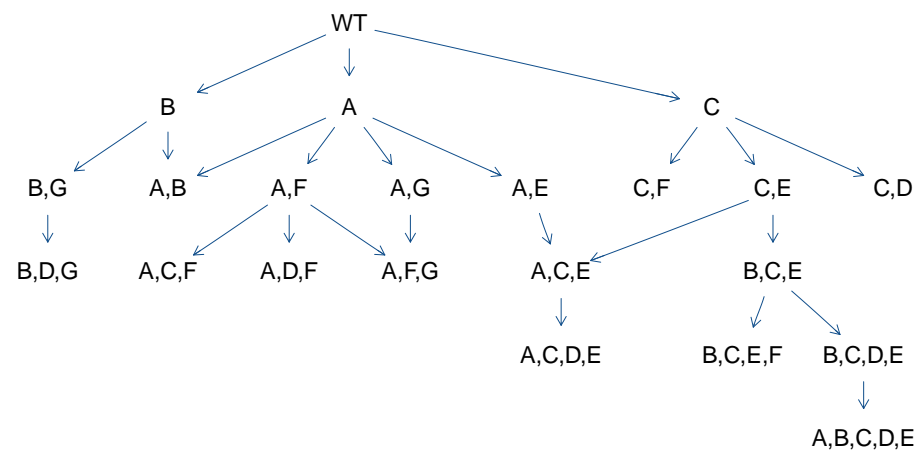 WT
B A C
B,G A,B A,F A,G A,E C,F C,E C,D
B,D,G A,C,F A,D,F A,F,G A,C,E B,C,E
A,C,D,E B,C,E,F B,C,D,E
A,B,C,D,E